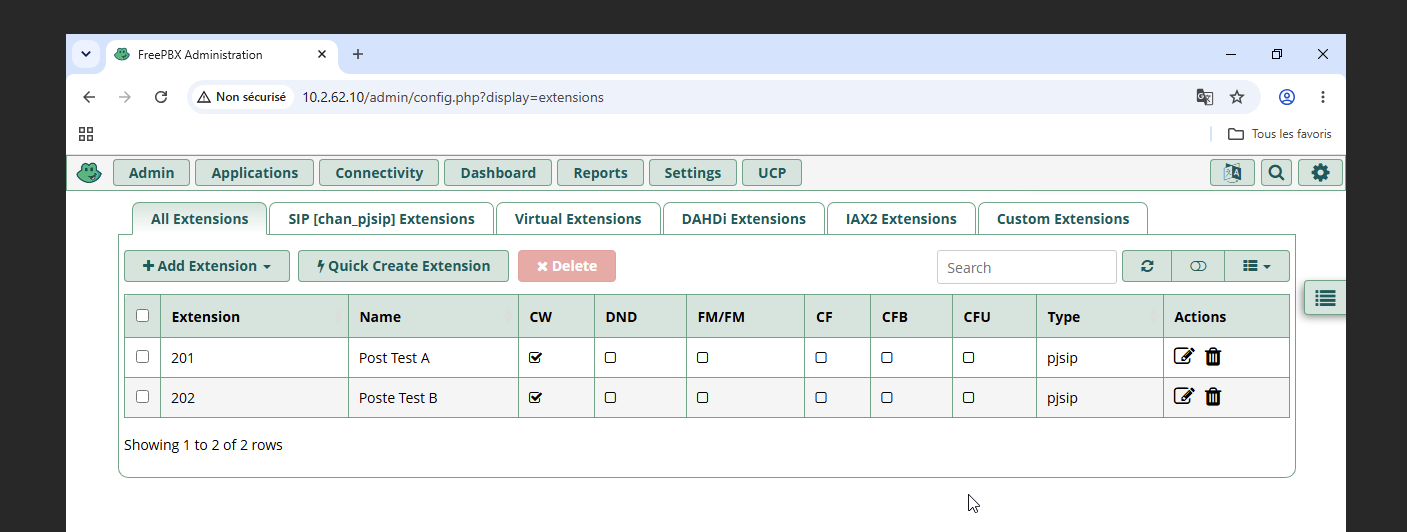 FreePBX Administration
Non sécurisé 10.2.62.10/admin/config.php?display=extensions
Tous les favoris
Admin Applications Connectivity Dashboard Reports Settings UCP
All Extensions SIP [chan_pjsip] Extensions Virtual Extensions DAHDi Extensions IAX2 Extensions Custom Extensions
Add Extension Quick Create Extension Delete Search
Extension Name CW DND FM/FM CF CFB CFU Type Actions
201 Post Test A pjsip
202 Poste Test B pjsip
Showing 1 to 2 of 2 rows